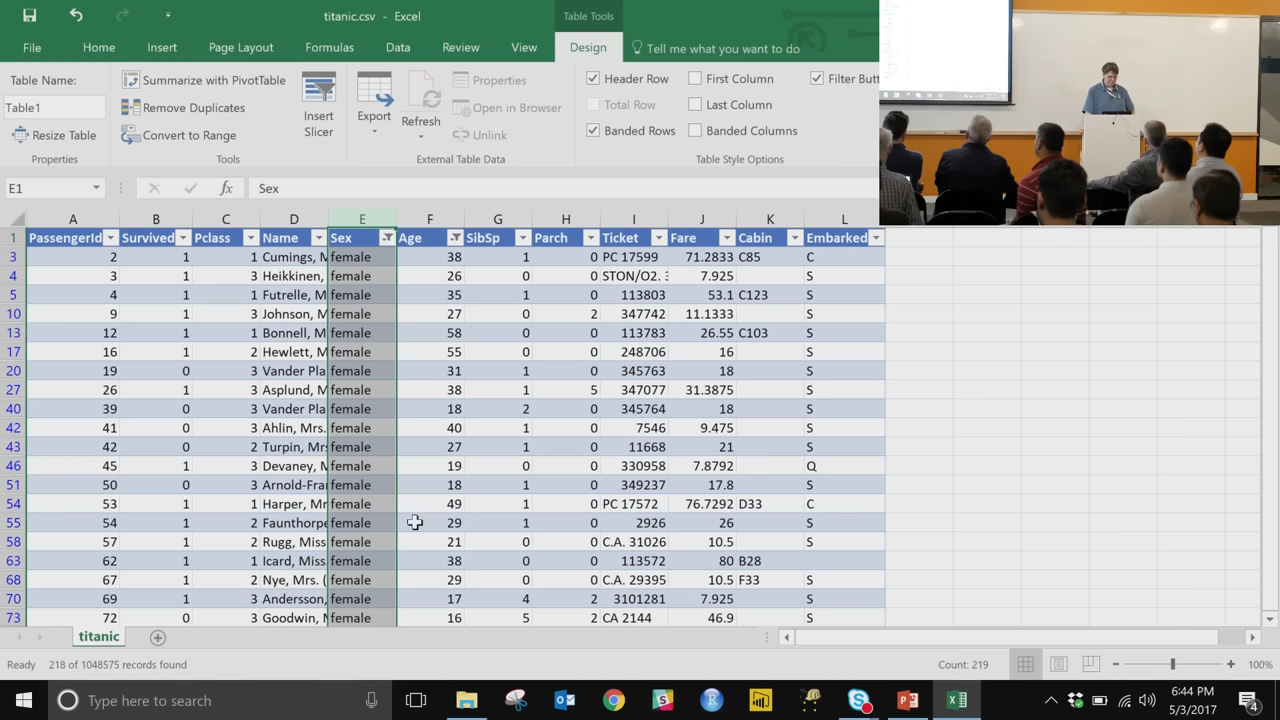 titanic.csv - Excel
Table Tools
File Home Insert Page Layout Formulas Data Review View Design Tell me what you want to do
Table Name:
Table1
Resize Table
Properties
Summarize with PivotTable
Remove Duplicates
Convert to Range
Tools
Insert
Slicer
Export
Refresh
Properties
Open in Browser
Unlink
External Table Data
Header Row First Column Filter Butt
Total Row Last Column
Banded Rows Banded Columns
Table Style Options
E1 fx Sex
A B C D E F G H I J K L
1 PassengerId Survived Pclass Name Sex Age SibSp Parch Ticket Fare Cabin Embarked
3 2 1 1 Cumings, M female 38 1 0 PC 17599 71.2833 C85 C
4 3 1 3 Heikkinen, female 26 0 0 STON/O2. 3 7.925 S
5 4 1 1 Futrelle, M female 35 1 0 113803 53.1 C123 S
10 9 1 3 Johnson, M female 27 0 2 347742 11.1333 S
13 12 1 1 Bonnell, M female 58 0 0 113783 26.55 C103 S
17 16 1 2 Hewlett, M female 55 0 0 248706 16 S
20 19 0 3 Vander Pla female 31 1 0 345763 18 S
27 26 1 3 Asplund, M female 38 1 5 347077 31.3875 S
40 39 0 3 Vander Pla female 18 2 0 345764 18 S
42 41 0 3 Ahlin, Mrs. female 40 1 0 7546 9.475 S
43 42 0 2 Turpin, Mrs female 27 1 0 11668 21 S
46 45 1 3 Devaney, M female 19 0 0 330958 7.8792 Q
51 50 0 3 Arnold-Fra female 18 1 0 349237 17.8 S
54 53 1 1 Harper, Mr female 49 1 0 PC 17572 76.7292 D33 C
55 54 1 2 Faunthorpe female 29 1 0 2926 26 S
58 57 1 2 Rugg, Miss female 21 0 0 C.A. 31026 10.5 S
63 62 1 1 Icard, Miss. female 38 0 0 113572 80 B28
68 67 1 2 Nye, Mrs. ( female 29 0 0 C.A. 29395 10.5 F33 S
70 69 1 3 Andersson, female 17 4 2 3101281 7.925 S
73 72 0 3 Goodwin, M female 16 5 2 CA 2144 46.9 S
titanic
Ready 218 of 1048575 records found Count: 219 100%
Type here to search
6:44 PM
5/3/2017
4